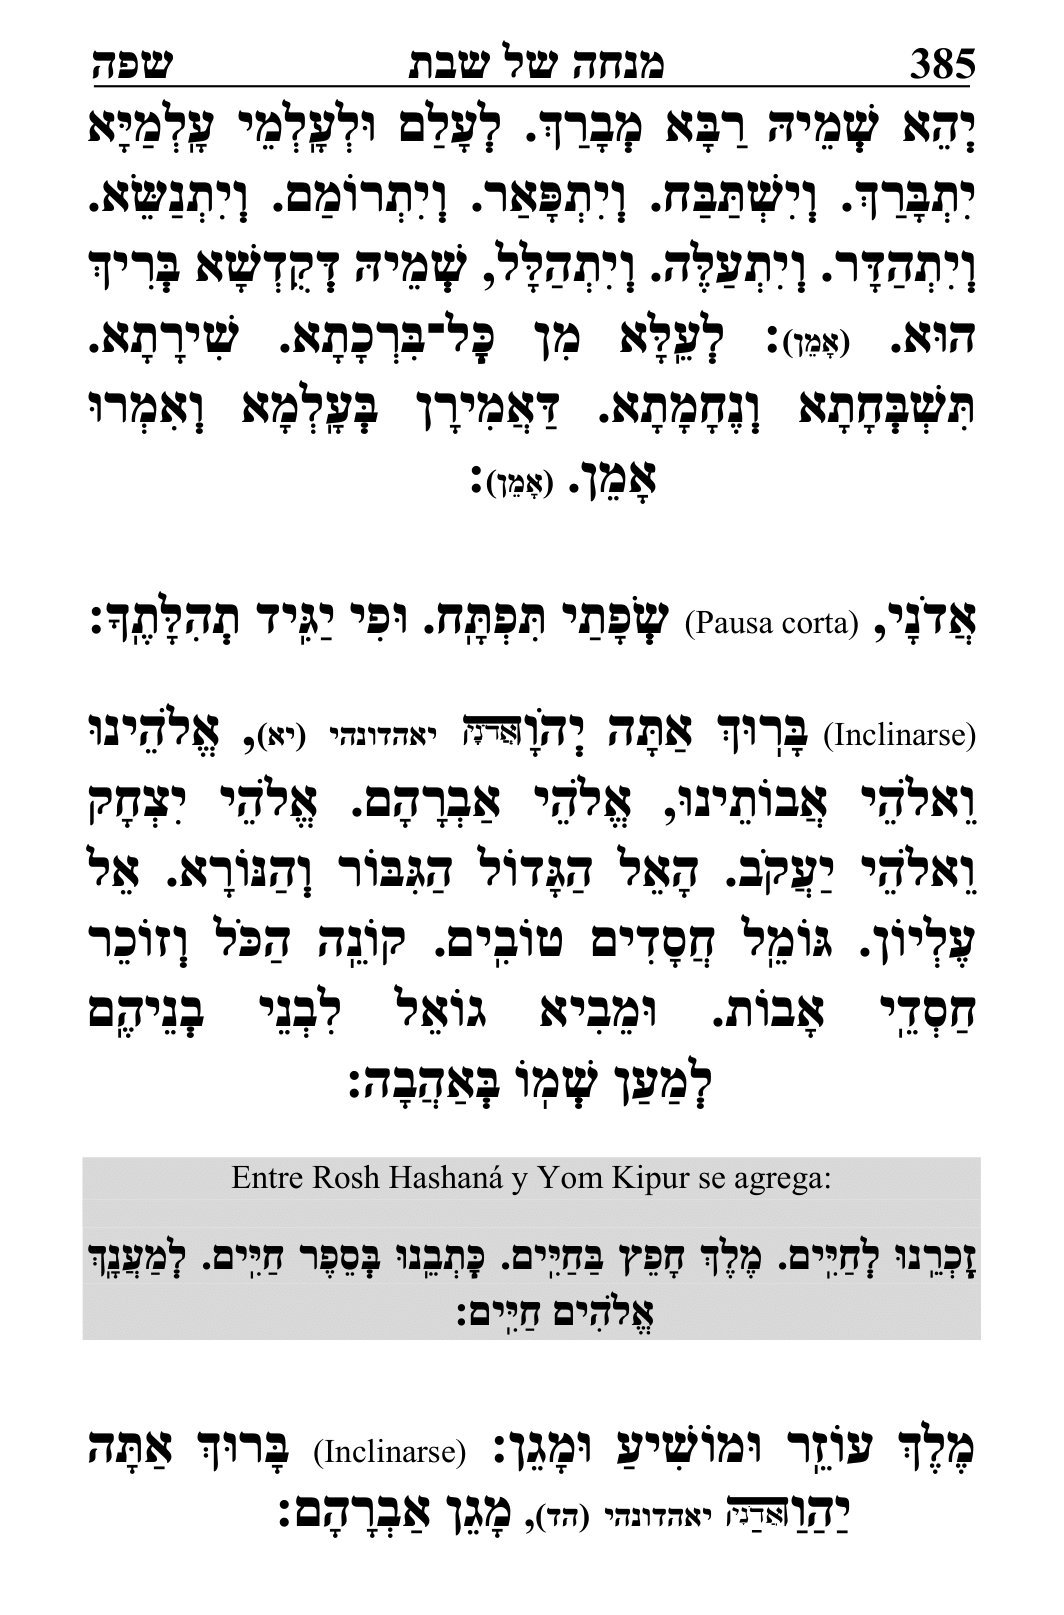 385 מנחה של שבת שפה
יְהֵא שְׁמֵיהּ רַבָּא מְבָרַךְ. לְעָלַם וּלְעָלְמֵי עָלְמַיָּא
יִתְבָּרַךְ. וְיִשְׁתַּבַּח. וְיִתְפָּאַר. וְיִתְרוֹמַם. וְיִתְנַשֵּׂא.
וְיִתְהַדָּר. וְיִתְעַלֶּה. וְיִתְהַלָּל, שְׁמֵיהּ דְּקֻדְשָׁא בְּרִיךְ
הוּא. (אָמֵן): לְעֵלָּא מִן כָּל־בִּרְכָתָא. שִׁירָתָא.
תִּשְׁבְּחָתָא וְנֶחָמָתָא. דַּאֲמִירָן בְּעָלְמָא וְאִמְרוּ
אָמֵן. (אָמֵן):
אֲדֹנָי, (Pausa corta) שְׂפָתַי תִּפְתָּח. וּפִי יַגִּיד תְּהִלָּתֶךָ:
(Inclinarse) בָּרוּךְ אַתָּה יְהֹוָה אֲדֹנָי יאהדונהי (יא), אֱלֹהֵינוּ
וֵאלֹהֵי אֲבוֹתֵינוּ, אֱלֹהֵי אַבְרָהָם. אֱלֹהֵי יִצְחָק
וֵאלֹהֵי יַעֲקֹב. הָאֵל הַגָּדוֹל הַגִּבּוֹר וְהַנּוֹרָא. אֵל
עֶלְיוֹן. גּוֹמֵל חֲסָדִים טוֹבִים. קוֹנֵה הַכֹּל וְזוֹכֵר
חַסְדֵי אָבוֹת. וּמֵבִיא גוֹאֵל לִבְנֵי בְנֵיהֶם
לְמַעַן שְׁמוֹ בְּאַהֲבָה:
Entre Rosh Hashaná y Yom Kipur se agrega:
זָכְרֵנוּ לְחַיִּים. מֶלֶךְ חָפֵץ בַּחַיִּים. כָּתְבֵנוּ בְּסֵפֶר חַיִּים. לְמַעֲנָךְ
אֱלֹהִים חַיִּים:
מֶלֶךְ עוֹזֵר וּמוֹשִׁיעַ וּמָגֵן: (Inclinarse) בָּרוּךְ אַתָּה
יַהַוַה אֲדַנַי יאהדונהי (הד), מָגֵן אַבְרָהָם: